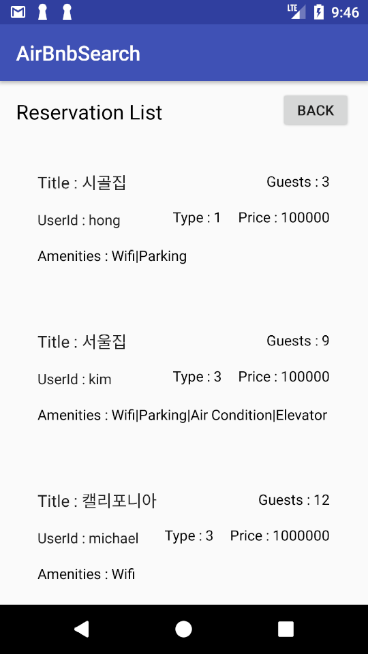 LTE 9:46
AirBnbSearch
Reservation List BACK
Title : 시골집 Guests : 3
UserId : hong Type : 1 Price : 100000
Amenities : Wifi|Parking
Title : 서울집 Guests : 9
UserId : kim Type : 3 Price : 100000
Amenities : Wifi|Parking|Air Condition|Elevator
Title : 캘리포니아 Guests : 12
UserId : michael Type : 3 Price : 1000000
Amenities : Wifi